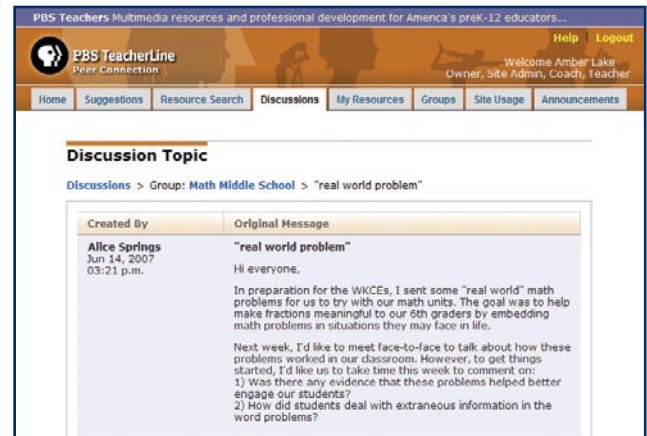 PBS Teachers Multimedia resources and professional development for America's preK-12 educators...
Help | Logout
PBS TeacherLine
Peer Connection
Welcome Amber Lake
Owner, Site Admin, Coach, Teacher
Home Suggestions Resource Search Discussions My Resources Groups Site Usage Announcements
Discussion Topic
Discussions > Group: Math Middle School > "real world problem"
Created By Original Message
Alice Springs
Jun 14, 2007
03:21 p.m.
"real world problem"
Hi everyone,
In preparation for the WKCEs, I sent some "real world" math
problems for us to try with our math units. The goal was to help
make fractions meaningful to our 6th graders by embedding
math problems in situations they may face in life.
Next week, I'd like to meet face-to-face to talk about how these
problems worked in our classroom. However, to get things
started, I'd like us to take time this week to comment on:
1) Was there any evidence that these problems helped better
engage our students?
2) How did students deal with extraneous information in the
word problems?